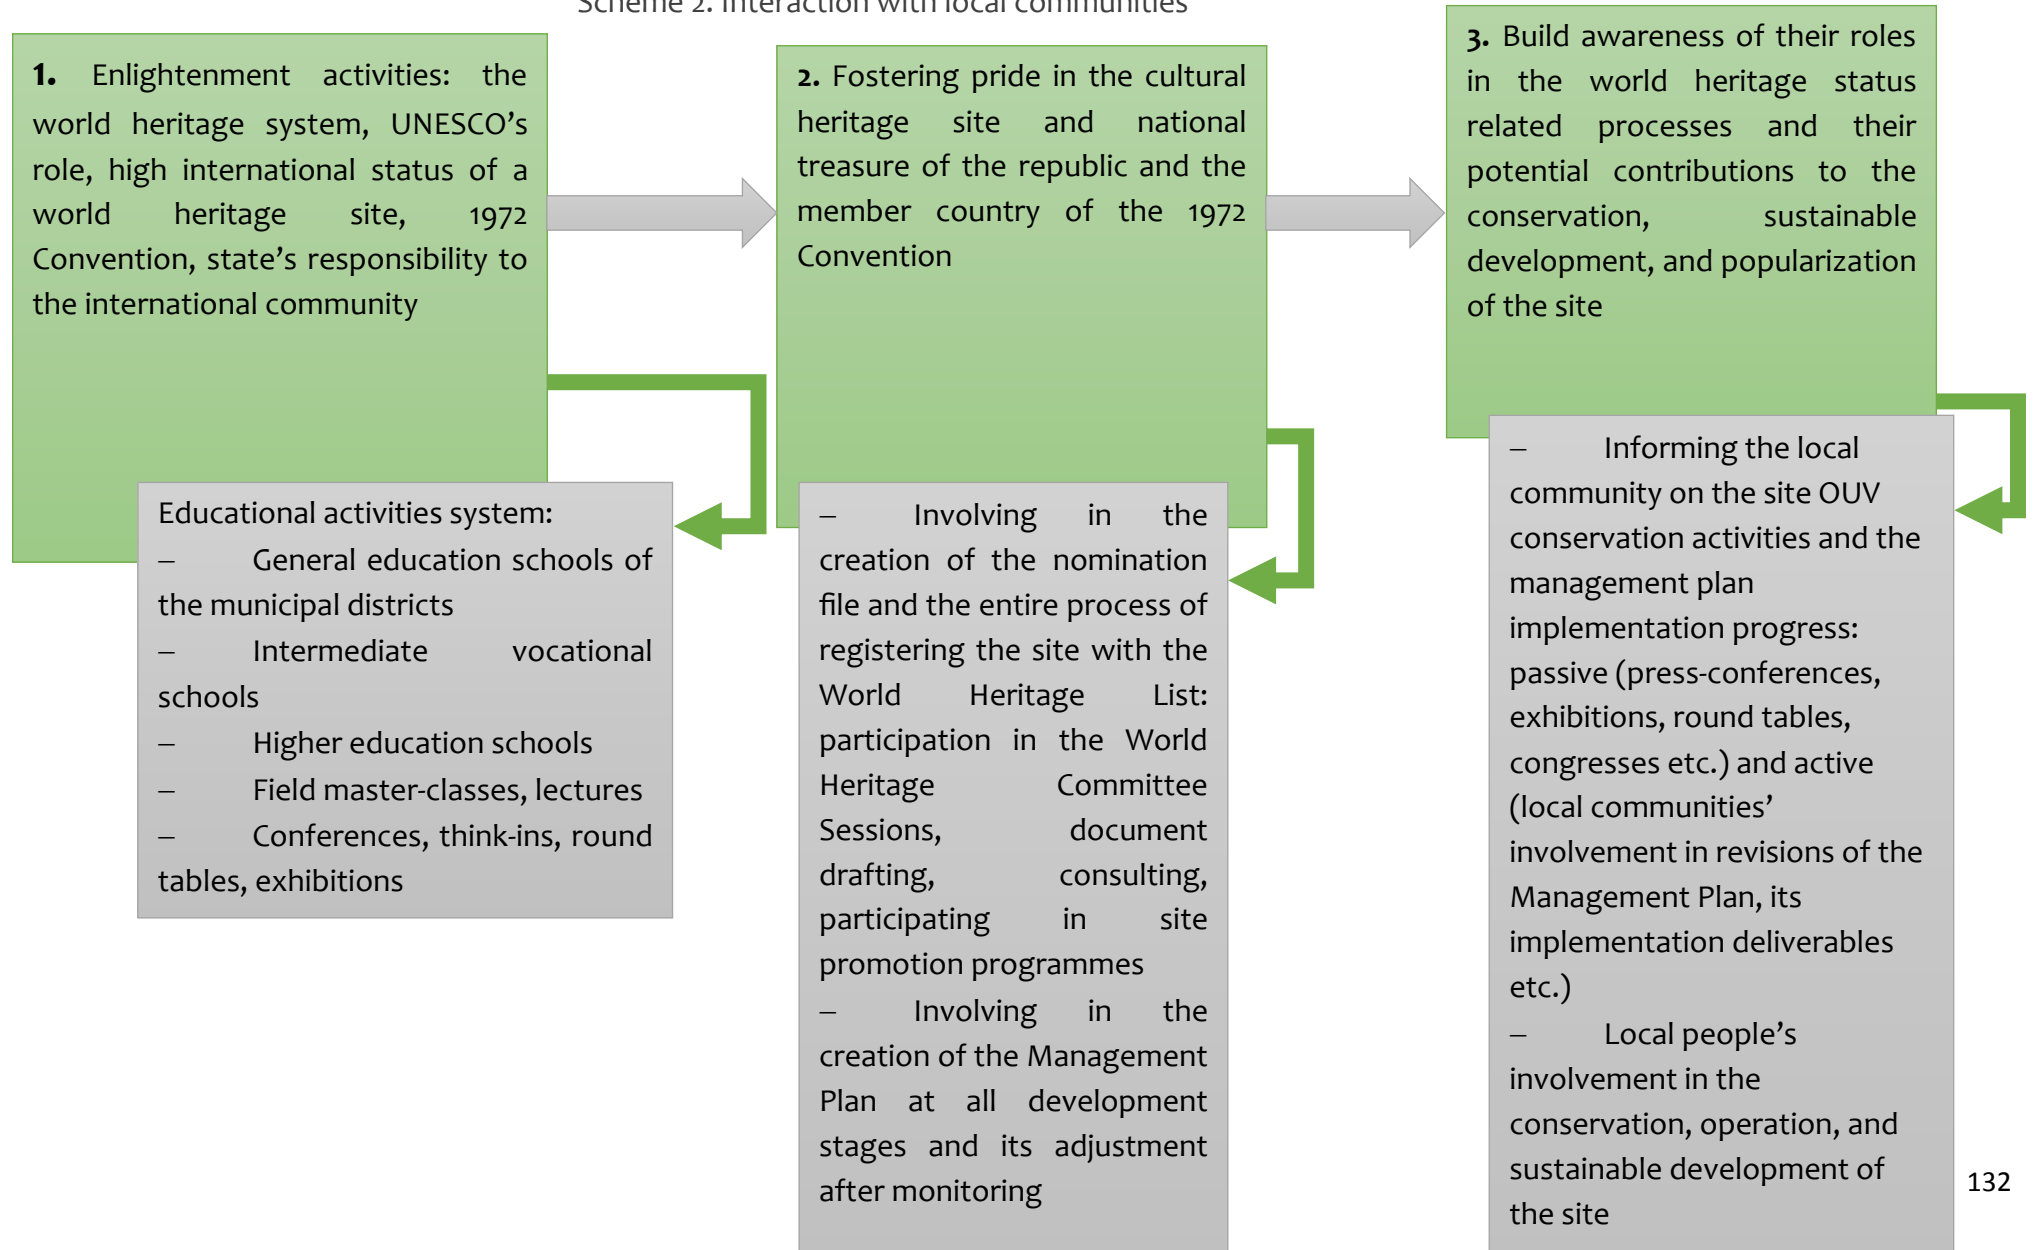 Scheme 2. Interaction with local communities
1. Enlightenment activities: the
world heritage system, UNESCO’s
role, high international status of a
world heritage site, 1972
Convention, state’s responsibility to
the international community
2. Fostering pride in the cultural
heritage site and national
treasure of the republic and the
member country of the 1972
Convention
3. Build awareness of their roles
in the world heritage status
related processes and their
potential contributions to the
conservation, sustainable
development, and popularization
of the site
Educational activities system:
– General education schools of
the municipal districts
– Intermediate vocational
schools
– Higher education schools
– Field master-classes, lectures
– Conferences, think-ins, round
tables, exhibitions
– Involving in the
creation of the nomination
file and the entire process of
registering the site with the
World Heritage List:
participation in the World
Heritage Committee
Sessions, document
drafting, consulting,
participating in site
promotion programmes
– Involving in the
creation of the Management
Plan at all development
stages and its adjustment
after monitoring
– Informing the local
community on the site OUV
conservation activities and the
management plan
implementation progress:
passive (press-conferences,
exhibitions, round tables,
congresses etc.) and active
(local communities’
involvement in revisions of the
Management Plan, its
implementation deliverables
etc.)
– Local people’s
involvement in the
conservation, operation, and
sustainable development of
the site
132